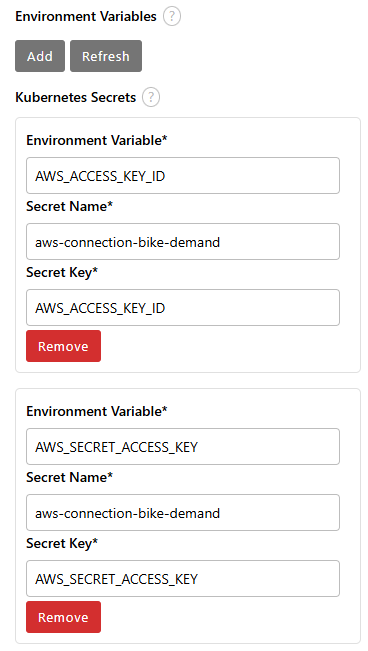 Environment Variables ?
Add Refresh
Kubernetes Secrets ?
Environment Variable*
AWS_ACCESS_KEY_ID
Secret Name*
aws-connection-bike-demand
Secret Key*
AWS_ACCESS_KEY_ID
Remove
Environment Variable*
AWS_SECRET_ACCESS_KEY
Secret Name*
aws-connection-bike-demand
Secret Key*
AWS_SECRET_ACCESS_KEY
Remove